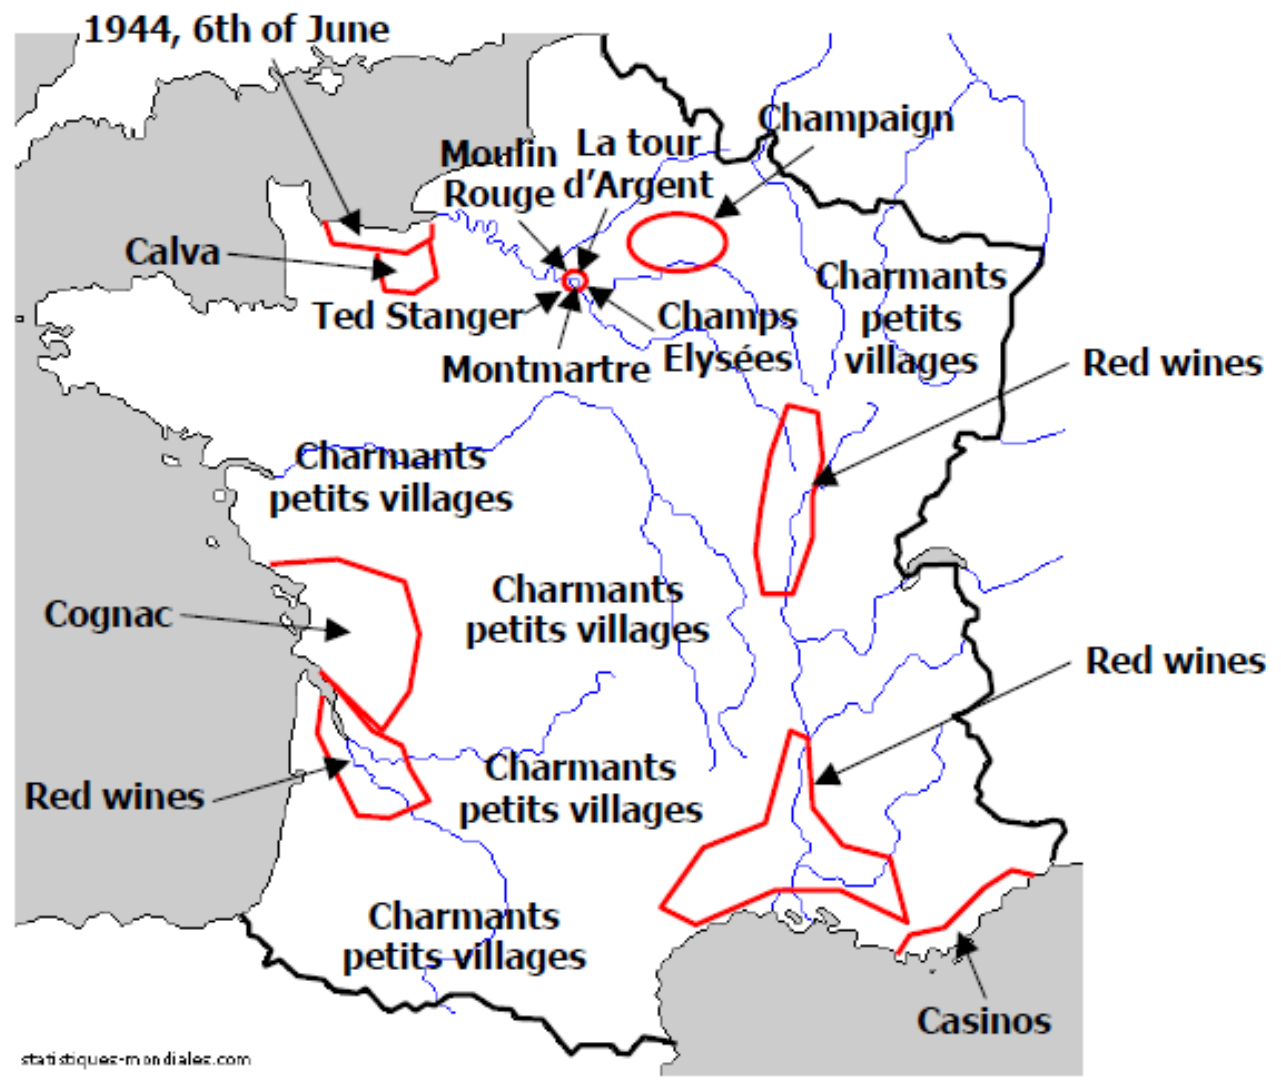 1944, 6th of June
Champaign
Moulin
Rouge
La tour
d'Argent
Calva
Charmants
petits
villages
Ted Stanger
Champs
Elysées
Montmartre
Red wines
Charmants
petits villages
Charmants
petits villages
Cognac
Red wines
Charmants
petits villages
Red wines
Charmants
petits villages
Casinos
statistiques-mondiales.com